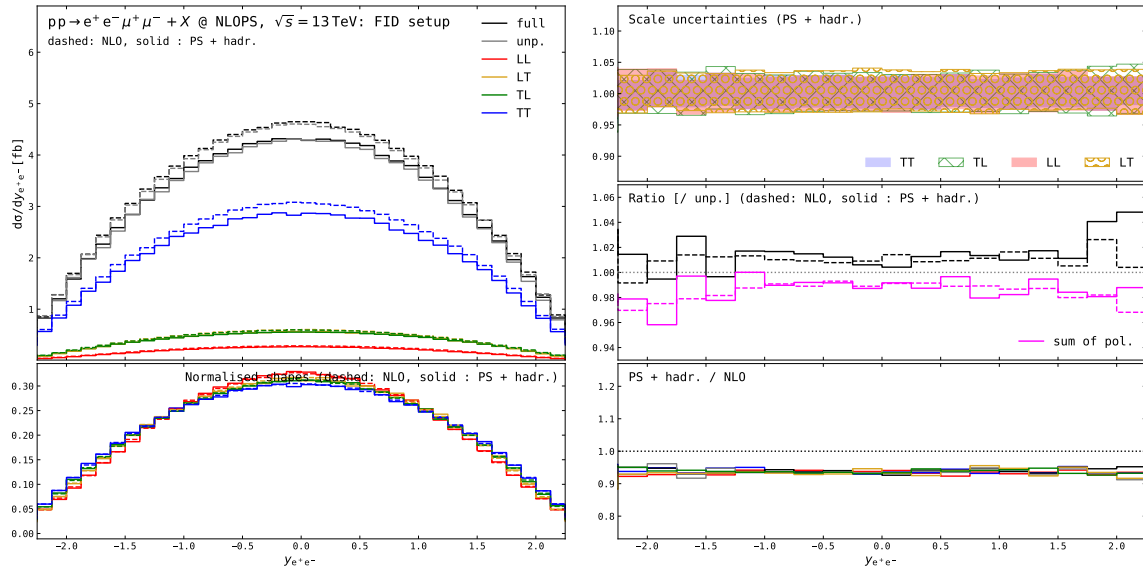 pp→e⁺e⁻μ⁺μ⁻ + X @ NLOPS, √s = 13 TeV: FID setup
dashed: NLO, solid : PS + hadr.
full
unp.
LL
LT
TL
TT
dσ/dy_{e⁺e⁻} [fb]
6
5
4
3
2
1
Normalised shapes (dashed: NLO, solid : PS + hadr.)
0.30
0.25
0.20
0.15
0.10
0.05
0.00
−2.0 −1.5 −1.0 −0.5 0.0 0.5 1.0 1.5 2.0
y_{e⁺e⁻}
Scale uncertainties (PS + hadr.)
1.10
1.05
1.00
0.95
0.90
TT TL LL LT
Ratio [/ unp.] (dashed: NLO, solid : PS + hadr.)
1.06
1.04
1.02
1.00
0.98
0.96
0.94
sum of pol.
PS + hadr. / NLO
1.2
1.1
1.0
0.9
0.8
−2.0 −1.5 −1.0 −0.5 0.0 0.5 1.0 1.5 2.0
y_{e⁺e⁻}